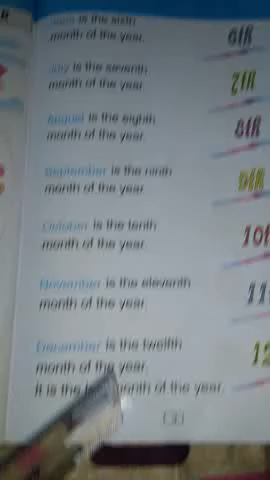 June is the sixth
month of the year.
6th
July is the seventh
month of the year.
7th
August is the eighth
month of the year.
8th
September is the ninth
month of the year.
9th
October is the tenth
month of the year.
10t
November is the eleventh
month of the year.
11
December is the twelfth
month of the year.
12
It is the month of the year.